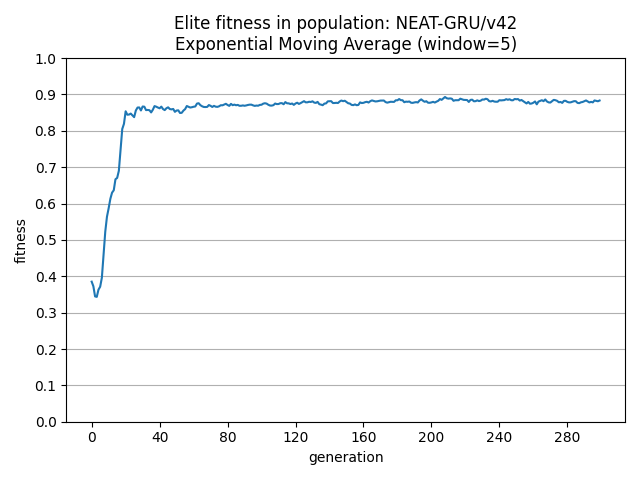 Elite fitness in population: NEAT-GRU/v42
Exponential Moving Average (window=5)
1.0
0.9
0.8
0.7
0.6
0.5
0.4
0.3
0.2
0.1
0.0
fitness
0 40 80 120 160 200 240 280
generation